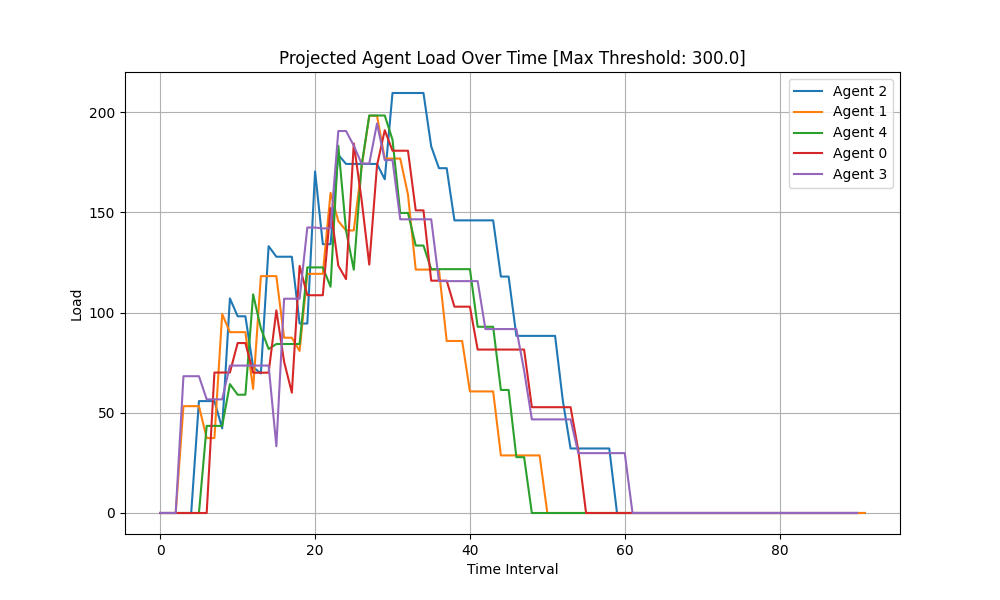 Projected Agent Load Over Time [Max Threshold: 300.0]
Agent 2
Agent 1
Agent 4
Agent 0
Agent 3
200
150
100
50
0
Load
0 20 40 60 80
Time Interval